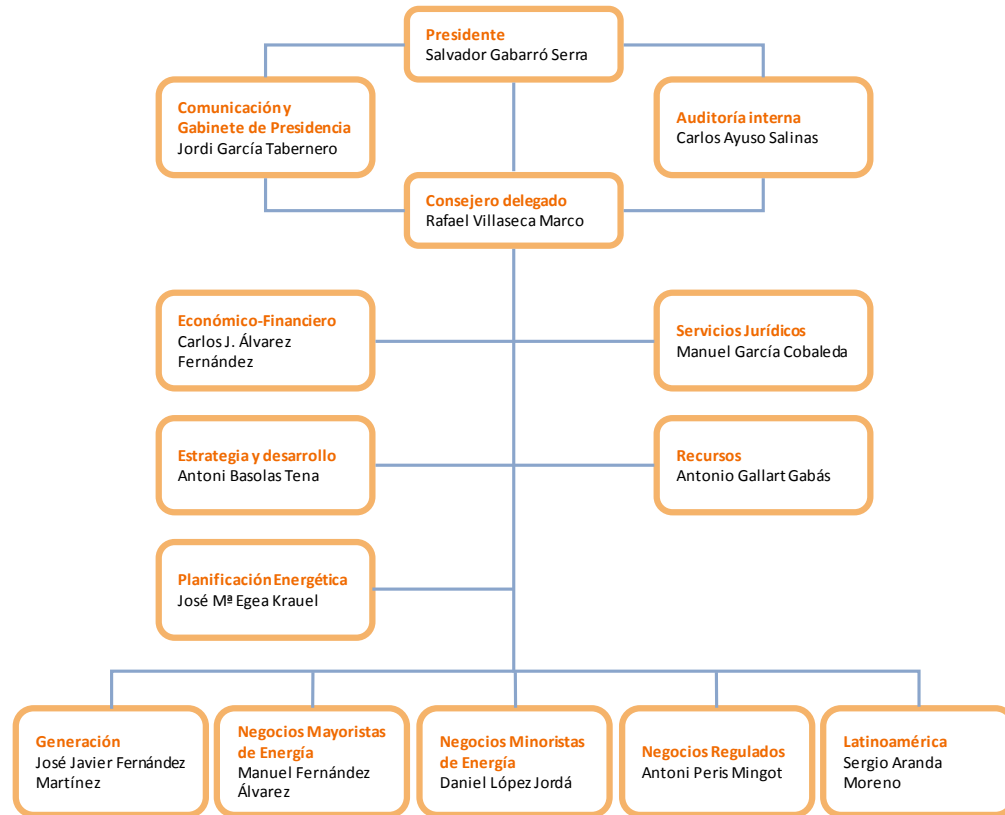 Presidente
Salvador Gabarró Serra
Comunicación y
Gabinete de Presidencia
Jordi García Tabernero
Auditoría interna
Carlos Ayuso Salinas
Consejero delegado
Rafael Villaseca Marco
Económico-Financiero
Carlos J. Álvarez
Fernández
Servicios Jurídicos
Manuel García Cobaleda
Estrategia y desarrollo
Antoni Basolas Tena
Recursos
Antonio Gallart Gabás
Planificación Energética
José Mª Egea Krauel
Generación
José Javier Fernández
Martínez
Negocios Mayoristas
de Energía
Manuel Fernández
Álvarez
Negocios Minoristas
de Energía
Daniel López Jordá
Negocios Regulados
Antoni Peris Mingot
Latinoamérica
Sergio Aranda
Moreno